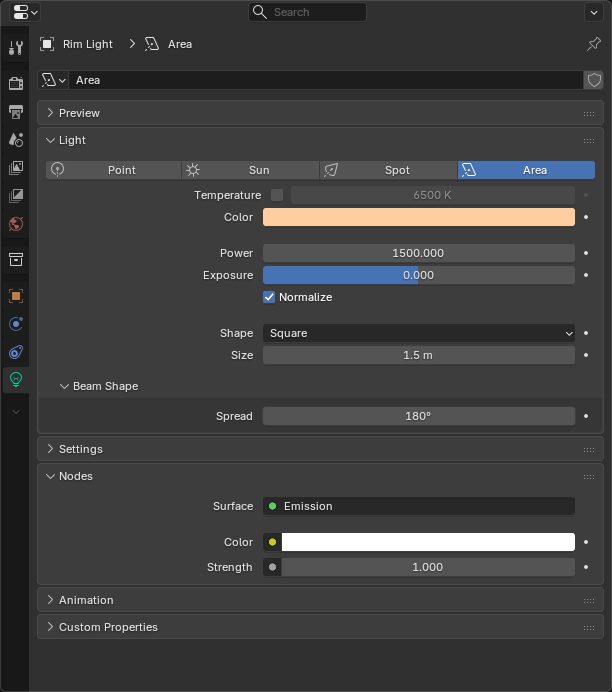 Search
Rim Light Area
Area
Preview
Light
Point Sun Spot Area
Temperature 6500 K
Color
Power 1500.000
Exposure 0.000
Normalize
Shape Square
Size 1.5 m
Beam Shape
Spread 180°
Settings
Nodes
Surface Emission
Color
Strength 1.000
Animation
Custom Properties